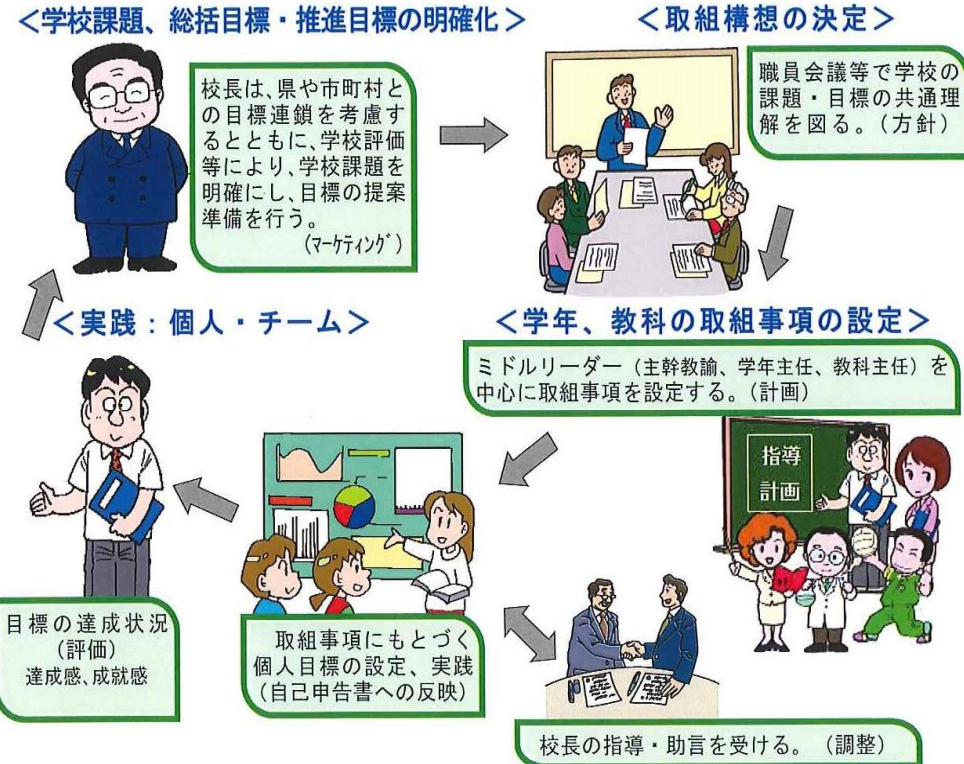 ＜学校課題、総括目標・推進目標の明確化＞
校長は、県や市町村と
の目標連鎖を考慮す
るとともに、学校評価
等により、学校課題を
明確にし、目標の提案
準備を行う。
（ﾏｰｹﾃｨﾝｸﾞ）
＜取組構想の決定＞
職員会議等で学校の
課題・目標の共通理
解を図る。（方針）
＜学年、教科の取組事項の設定＞
ミドルリーダー（主幹教諭、学年主任、教科主任）を
中心に取組事項を設定する。（計画）
指導
計画
校長の指導・助言を受ける。（調整）
取組事項にもとづく
個人目標の設定、実践
（自己申告書への反映）
＜実践：個人・チーム＞
目標の達成状況
（評価）
達成感、成就感